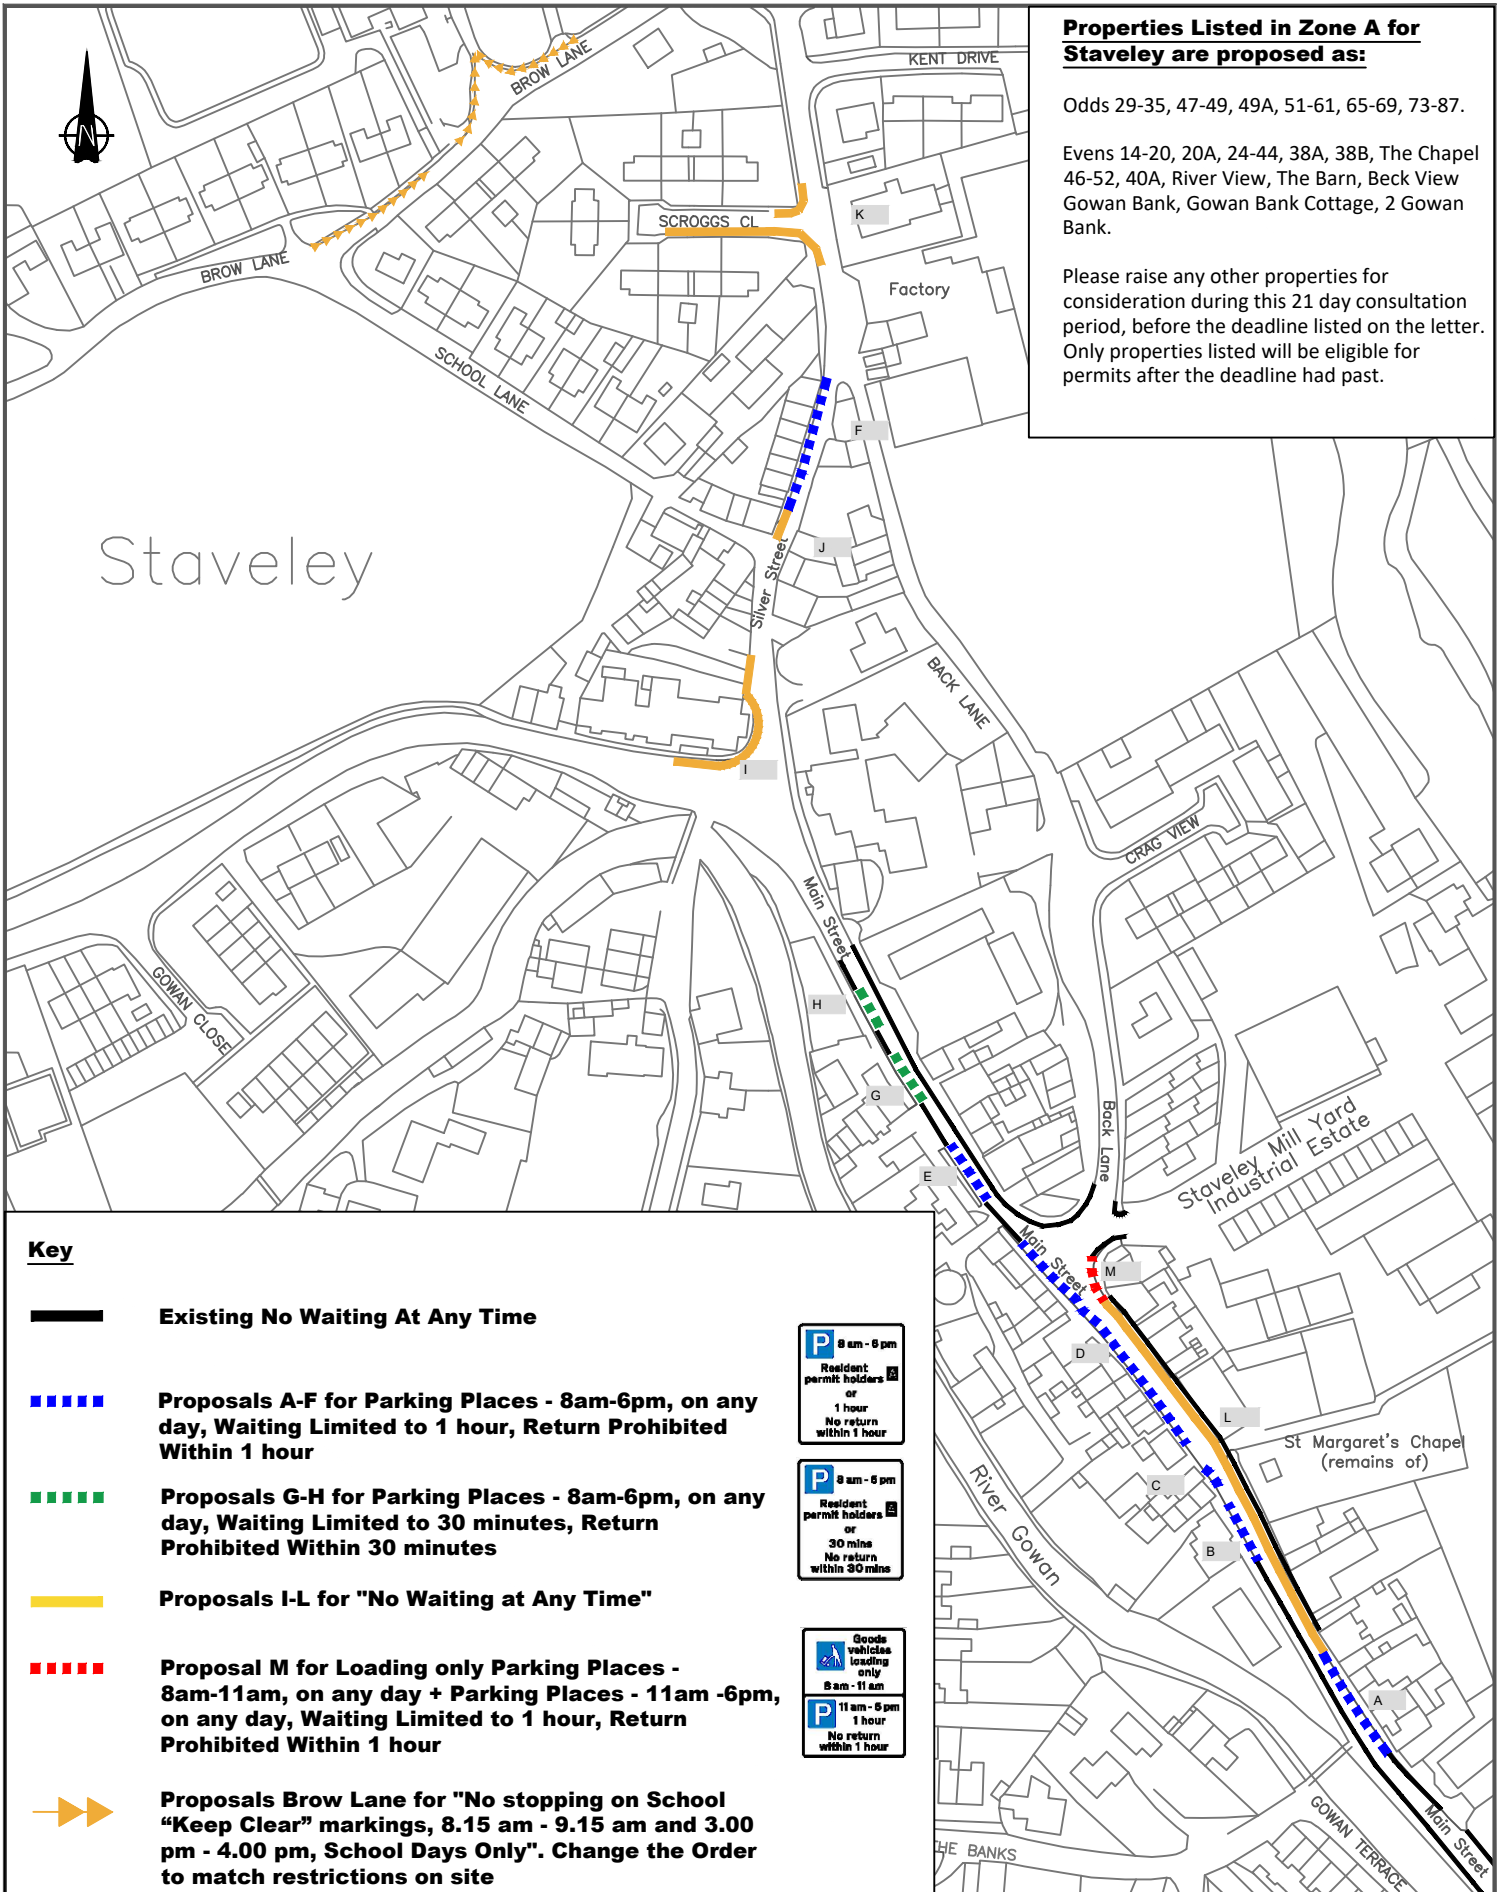 Properties Listed in Zone A for
Staveley are proposed as:
Odds 29-35, 47-49, 49A, 51-61, 65-69, 73-87.
Evens 14-20, 20A, 24-44, 38A, 38B, The Chapel
46-52, 40A, River View, The Barn, Beck View
Gowan Bank, Gowan Bank Cottage, 2 Gowan
Bank.
Please raise any other properties for
consideration during this 21 day consultation
period, before the deadline listed on the letter.
Only properties listed will be eligible for
permits after the deadline had past.
N
BROW LANE
KENT DRIVE
SCROGGS CL
K
BROW LANE
Factory
SCHOOL LANE
F
Staveley
J
Silver Street
BACK LANE
I
CRAG VIEW
Main Street
GOWAN CLOSE
H
G
Back Lane
Staveley Mill Yard
Industrial Estate
E
Main Street
M
D
L
St Margaret's Chapel
(remains of)
C
River Gowan
B
A
GOWAN TERRACE
Main Street
HE BANKS
Key
Existing No Waiting At Any Time
Proposals A-F for Parking Places - 8am-6pm, on any
day, Waiting Limited to 1 hour, Return Prohibited
Within 1 hour
P 8 am - 6 pm
Resident
permit holders A
or
1 hour
No return
within 1 hour
Proposals G-H for Parking Places - 8am-6pm, on any
day, Waiting Limited to 30 minutes, Return
Prohibited Within 30 minutes
P 8 am - 6 pm
Resident
permit holders
or
30 mins
No return
within 30 mins
Proposals I-L for "No Waiting at Any Time"
Proposal M for Loading only Parking Places -
8am-11am, on any day + Parking Places - 11am -6pm,
on any day, Waiting Limited to 1 hour, Return
Prohibited Within 1 hour
Goods
vehicles
loading
only
8 am - 11 am
P 11 am - 6 pm
1 hour
No return
within 1 hour
Proposals Brow Lane for "No stopping on School
“Keep Clear” markings, 8.15 am - 9.15 am and 3.00
pm - 4.00 pm, School Days Only". Change the Order
to match restrictions on site